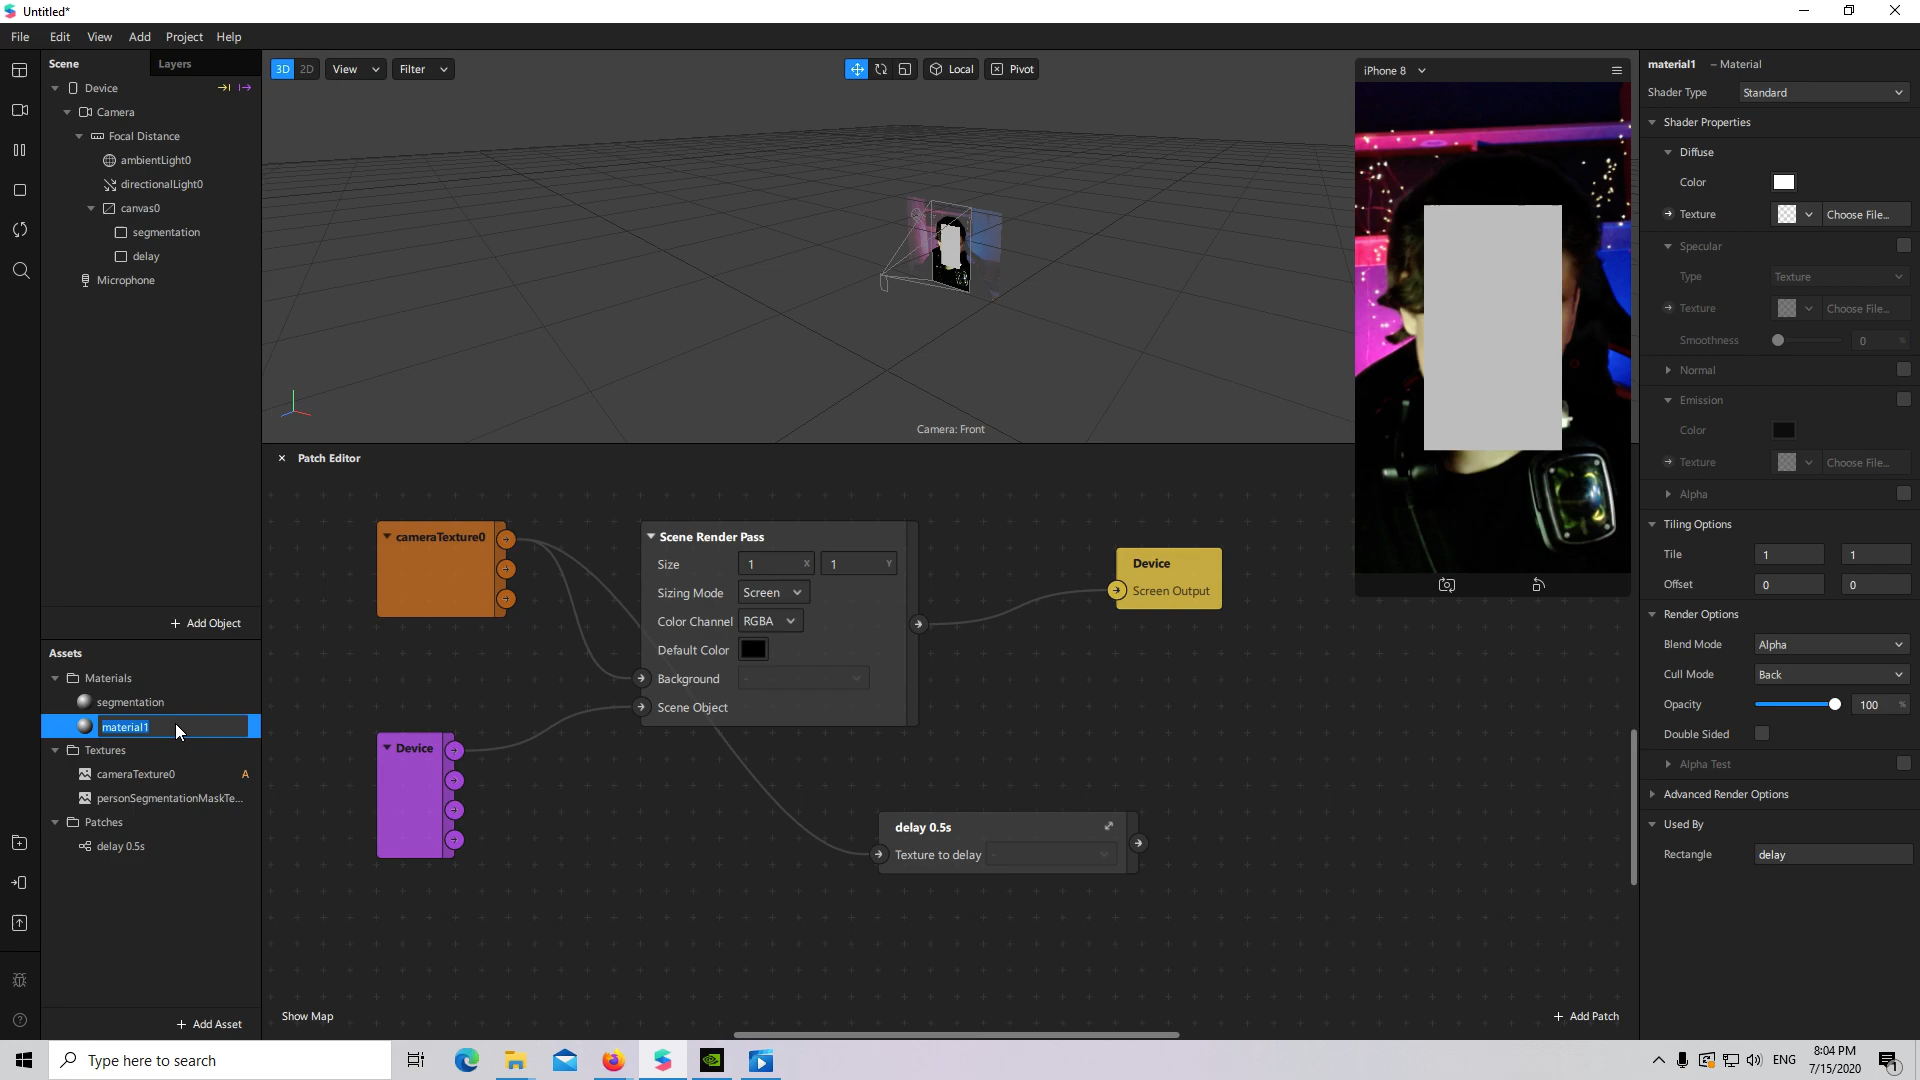 Untitled*
File Edit View Add Project Help
Scene Layers
Device
Camera
Focal Distance
ambientLight0
directionalLight0
canvas0
segmentation
delay
Microphone
+ Add Object
Assets
Materials
segmentation
material1
Textures
cameraTexture0 A
personSegmentationMaskTe...
Patches
delay 0.5s
+ Add Asset
3D 2D View Filter
Local Pivot
Camera: Front
iPhone 8
Patch Editor
cameraTexture0
Scene Render Pass
Size 1 X 1 Y
Sizing Mode Screen
Color Channel RGBA
Default Color
Background -
Scene Object
Device
Screen Output
Device
delay 0.5s
Texture to delay -
Show Map
+ Add Patch
material1 – Material
Shader Type Standard
Shader Properties
Diffuse
Color
Texture Choose File...
Specular
Type Texture
Texture Choose File...
Smoothness 0 %
Normal
Emission
Color
Texture Choose File...
Alpha
Tiling Options
Tile 1 1
Offset 0 0
Render Options
Blend Mode Alpha
Cull Mode Back
Opacity 100 %
Double Sided
Alpha Test
Advanced Render Options
Used By
Rectangle delay
Type here to search
ENG
8:04 PM
7/15/2020
1